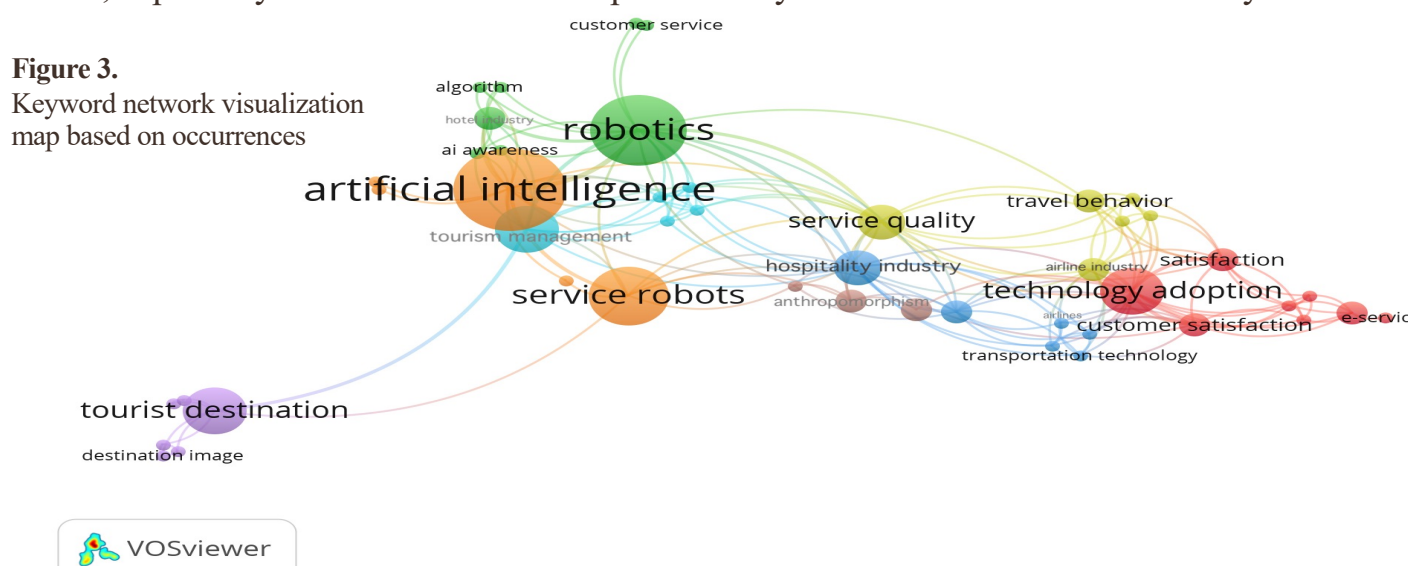 Figure 3.
Keyword network visualization
map based on occurrences
customer service
algorithm
hotel industry
robotics
ai awareness
artificial intelligence
tourism management
service quality
travel behavior
hospitality industry
airline industry
satisfaction
service robots
technology adoption
anthropomorphism
airlines
customer satisfaction
e-servic
transportation technology
tourist destination
destination image
VOSviewer